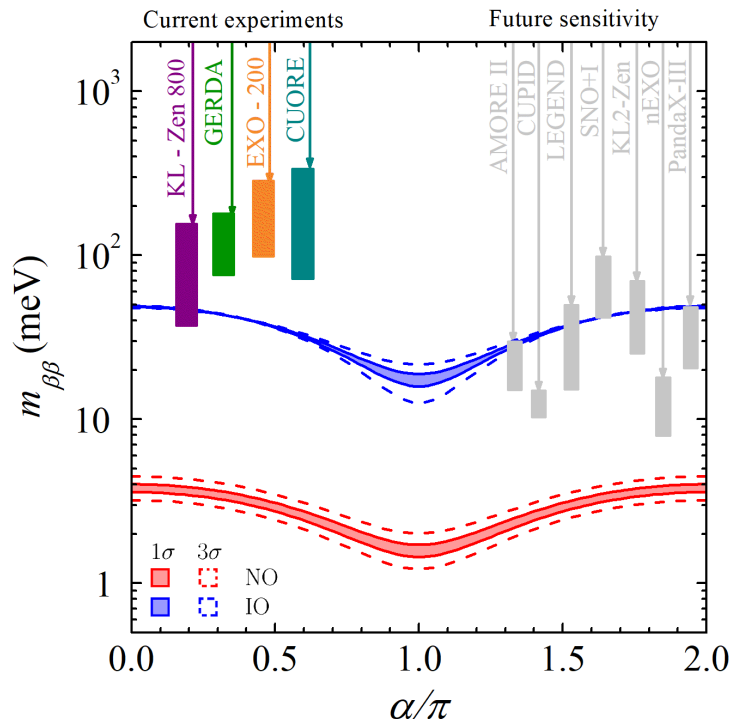 Current experiments
Future sensitivity
KL - Zen 800
GERDA
EXO - 200
CUORE
AMORE II
CUPID
LEGEND
SNO+I
KL2-Zen
nEXO
PandaX-III
10³
10²
10
1
m_ββ (meV)
1σ 3σ
NO
IO
0.0 0.5 1.0 1.5 2.0
α/π